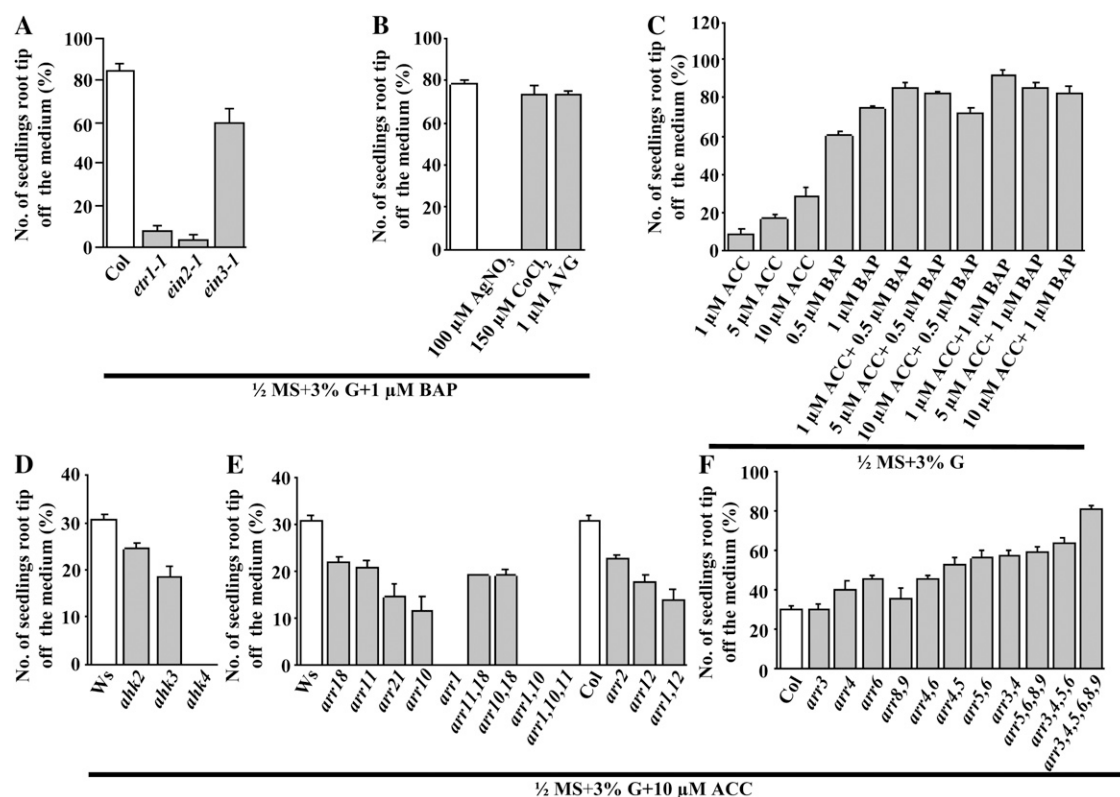 A
No. of seedlings root tip
off the medium (%)
100
80
60
40
20
0
Col
etr1-1
ein2-1
ein3-1
B
No. of seedlings root tip
off the medium (%)
100
80
60
40
20
0
100 µM AgNO3
150 µM CoCl2
1 µM AVG
½ MS+3% G+1 µM BAP
C
No. of seedlings root tip
off the medium (%)
120
100
80
60
40
20
0
1 µM ACC
5 µM ACC
10 µM ACC
0.5 µM BAP
1 µM BAP
1 µM ACC+ 0.5 µM BAP
5 µM ACC+ 0.5 µM BAP
10 µM ACC+ 0.5 µM BAP
1 µM ACC+1 µM BAP
5 µM ACC+ 1 µM BAP
10 µM ACC+ 1 µM BAP
½ MS+3% G
D
No. of seedlings root tip
off the medium (%)
40
30
20
10
0
Ws
ahk2
ahk3
ahk4
E
No. of seedlings root tip
off the medium (%)
40
30
20
10
0
Ws
arr18
arr11
arr21
arr10
arr1
arr11,18
arr10,18
arr1,10
arr1,10,11
Col
arr2
arr12
arr1,12
F
No. of seedlings root tip
off the medium (%)
100
80
60
40
20
0
Col
arr3
arr4
arr6
arr8,9
arr4,6
arr4,5
arr5,6
arr3,4
arr5,6,8,9
arr3,4,5,6
arr3,4,5,6,8,9
½ MS+3% G+10 µM ACC